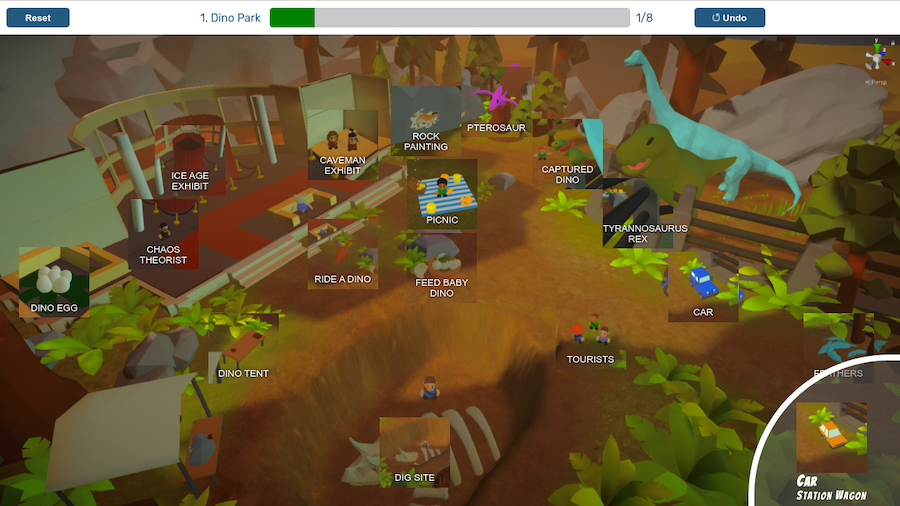 Reset
1. Dino Park
1/8
↺ Undo
y
x
< Persp
ICE AGE
EXHIBIT
CAVEMAN
EXHIBIT
ROCK
PAINTING
PTEROSAUR
CAPTURED
DINO
PICNIC
TYRANNOSAURUS
REX
CHAOS
THEORIST
RIDE A DINO
FEED BABY
DINO
DINO EGG
CAR
TOURISTS
DINO TENT
FEATHERS
DIG SITE
CAR
STATION WAGON